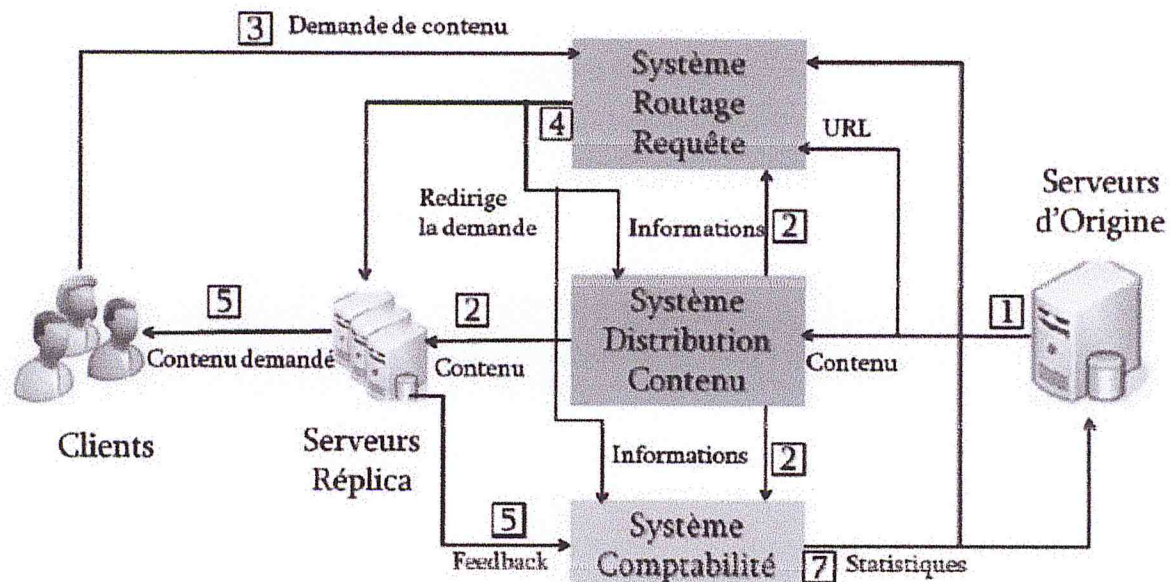 3 Demande de contenu
Système
Routage
Requête
4
URL
Serveurs
d'Origine
Redirige
la demande
Informations 2
5
Contenu demandé
2
Contenu
Système
Distribution
Contenu
1
Contenu
Clients
Serveurs
Réplica
Informations 2
5
Feedback
Système
Comptabilité
7 Statistiques